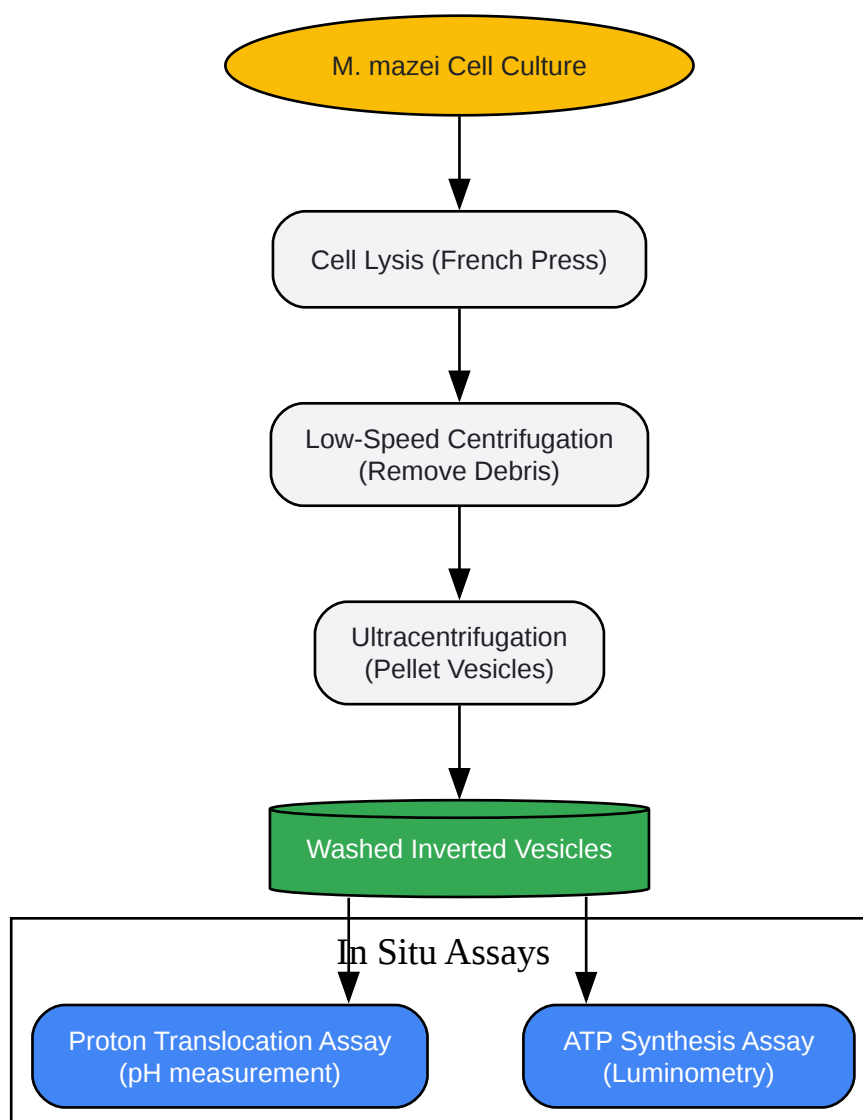 M. mazei Cell Culture
Cell Lysis (French Press)
Low-Speed Centrifugation
(Remove Debris)
Ultracentrifugation
(Pellet Vesicles)
Washed Inverted Vesicles
In Situ Assays
Proton Translocation Assay
(pH measurement)
ATP Synthesis Assay
(Luminometry)